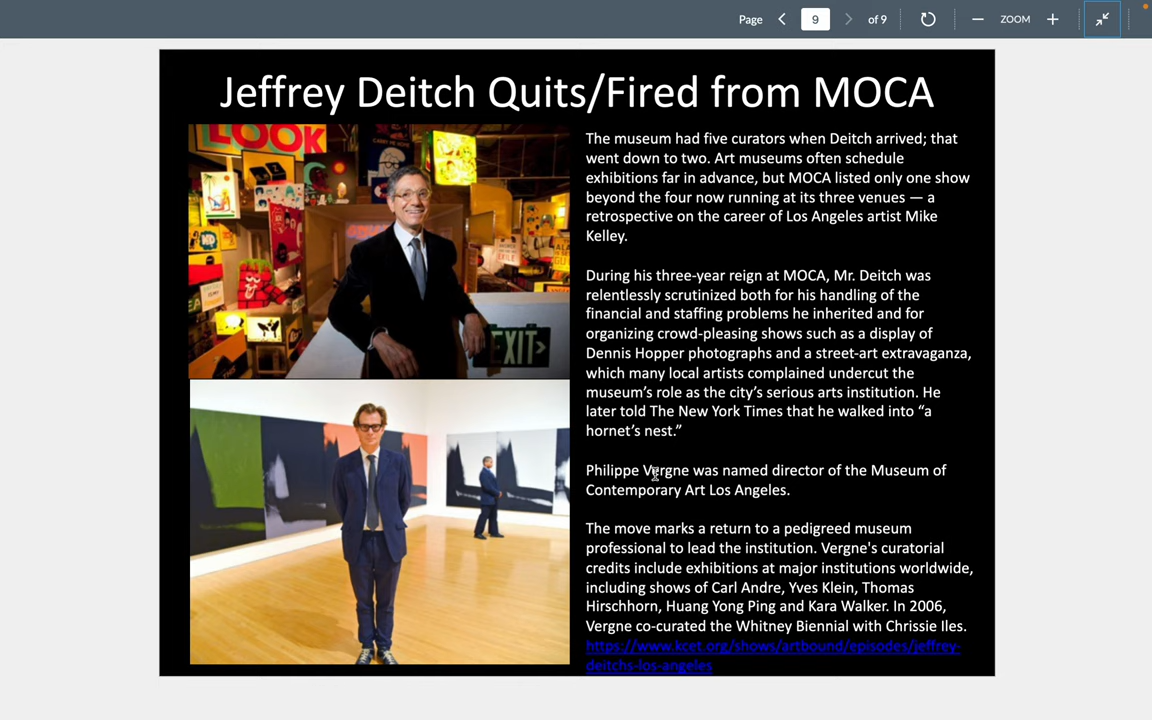 Page
9
of 9
ZOOM
Jeffrey Deitch Quits/Fired from MOCA
LOOK
EXIT
The museum had five curators when Deitch arrived; that
went down to two. Art museums often schedule
exhibitions far in advance, but MOCA listed only one show
beyond the four now running at its three venues — a
retrospective on the career of Los Angeles artist Mike
Kelley.
During his three-year reign at MOCA, Mr. Deitch was
relentlessly scrutinized both for his handling of the
financial and staffing problems he inherited and for
organizing crowd-pleasing shows such as a display of
Dennis Hopper photographs and a street-art extravaganza,
which many local artists complained undercut the
museum’s role as the city’s serious arts institution. He
later told The New York Times that he walked into “a
hornet’s nest.”
Philippe Vergne was named director of the Museum of
Contemporary Art Los Angeles.
The move marks a return to a pedigreed museum
professional to lead the institution. Vergne's curatorial
credits include exhibitions at major institutions worldwide,
including shows of Carl Andre, Yves Klein, Thomas
Hirschhorn, Huang Yong Ping and Kara Walker. In 2006,
Vergne co-curated the Whitney Biennial with Chrissie Iles.
https://www.kcet.org/shows/artbound/episodes/jeffrey-
deitchs-los-angeles